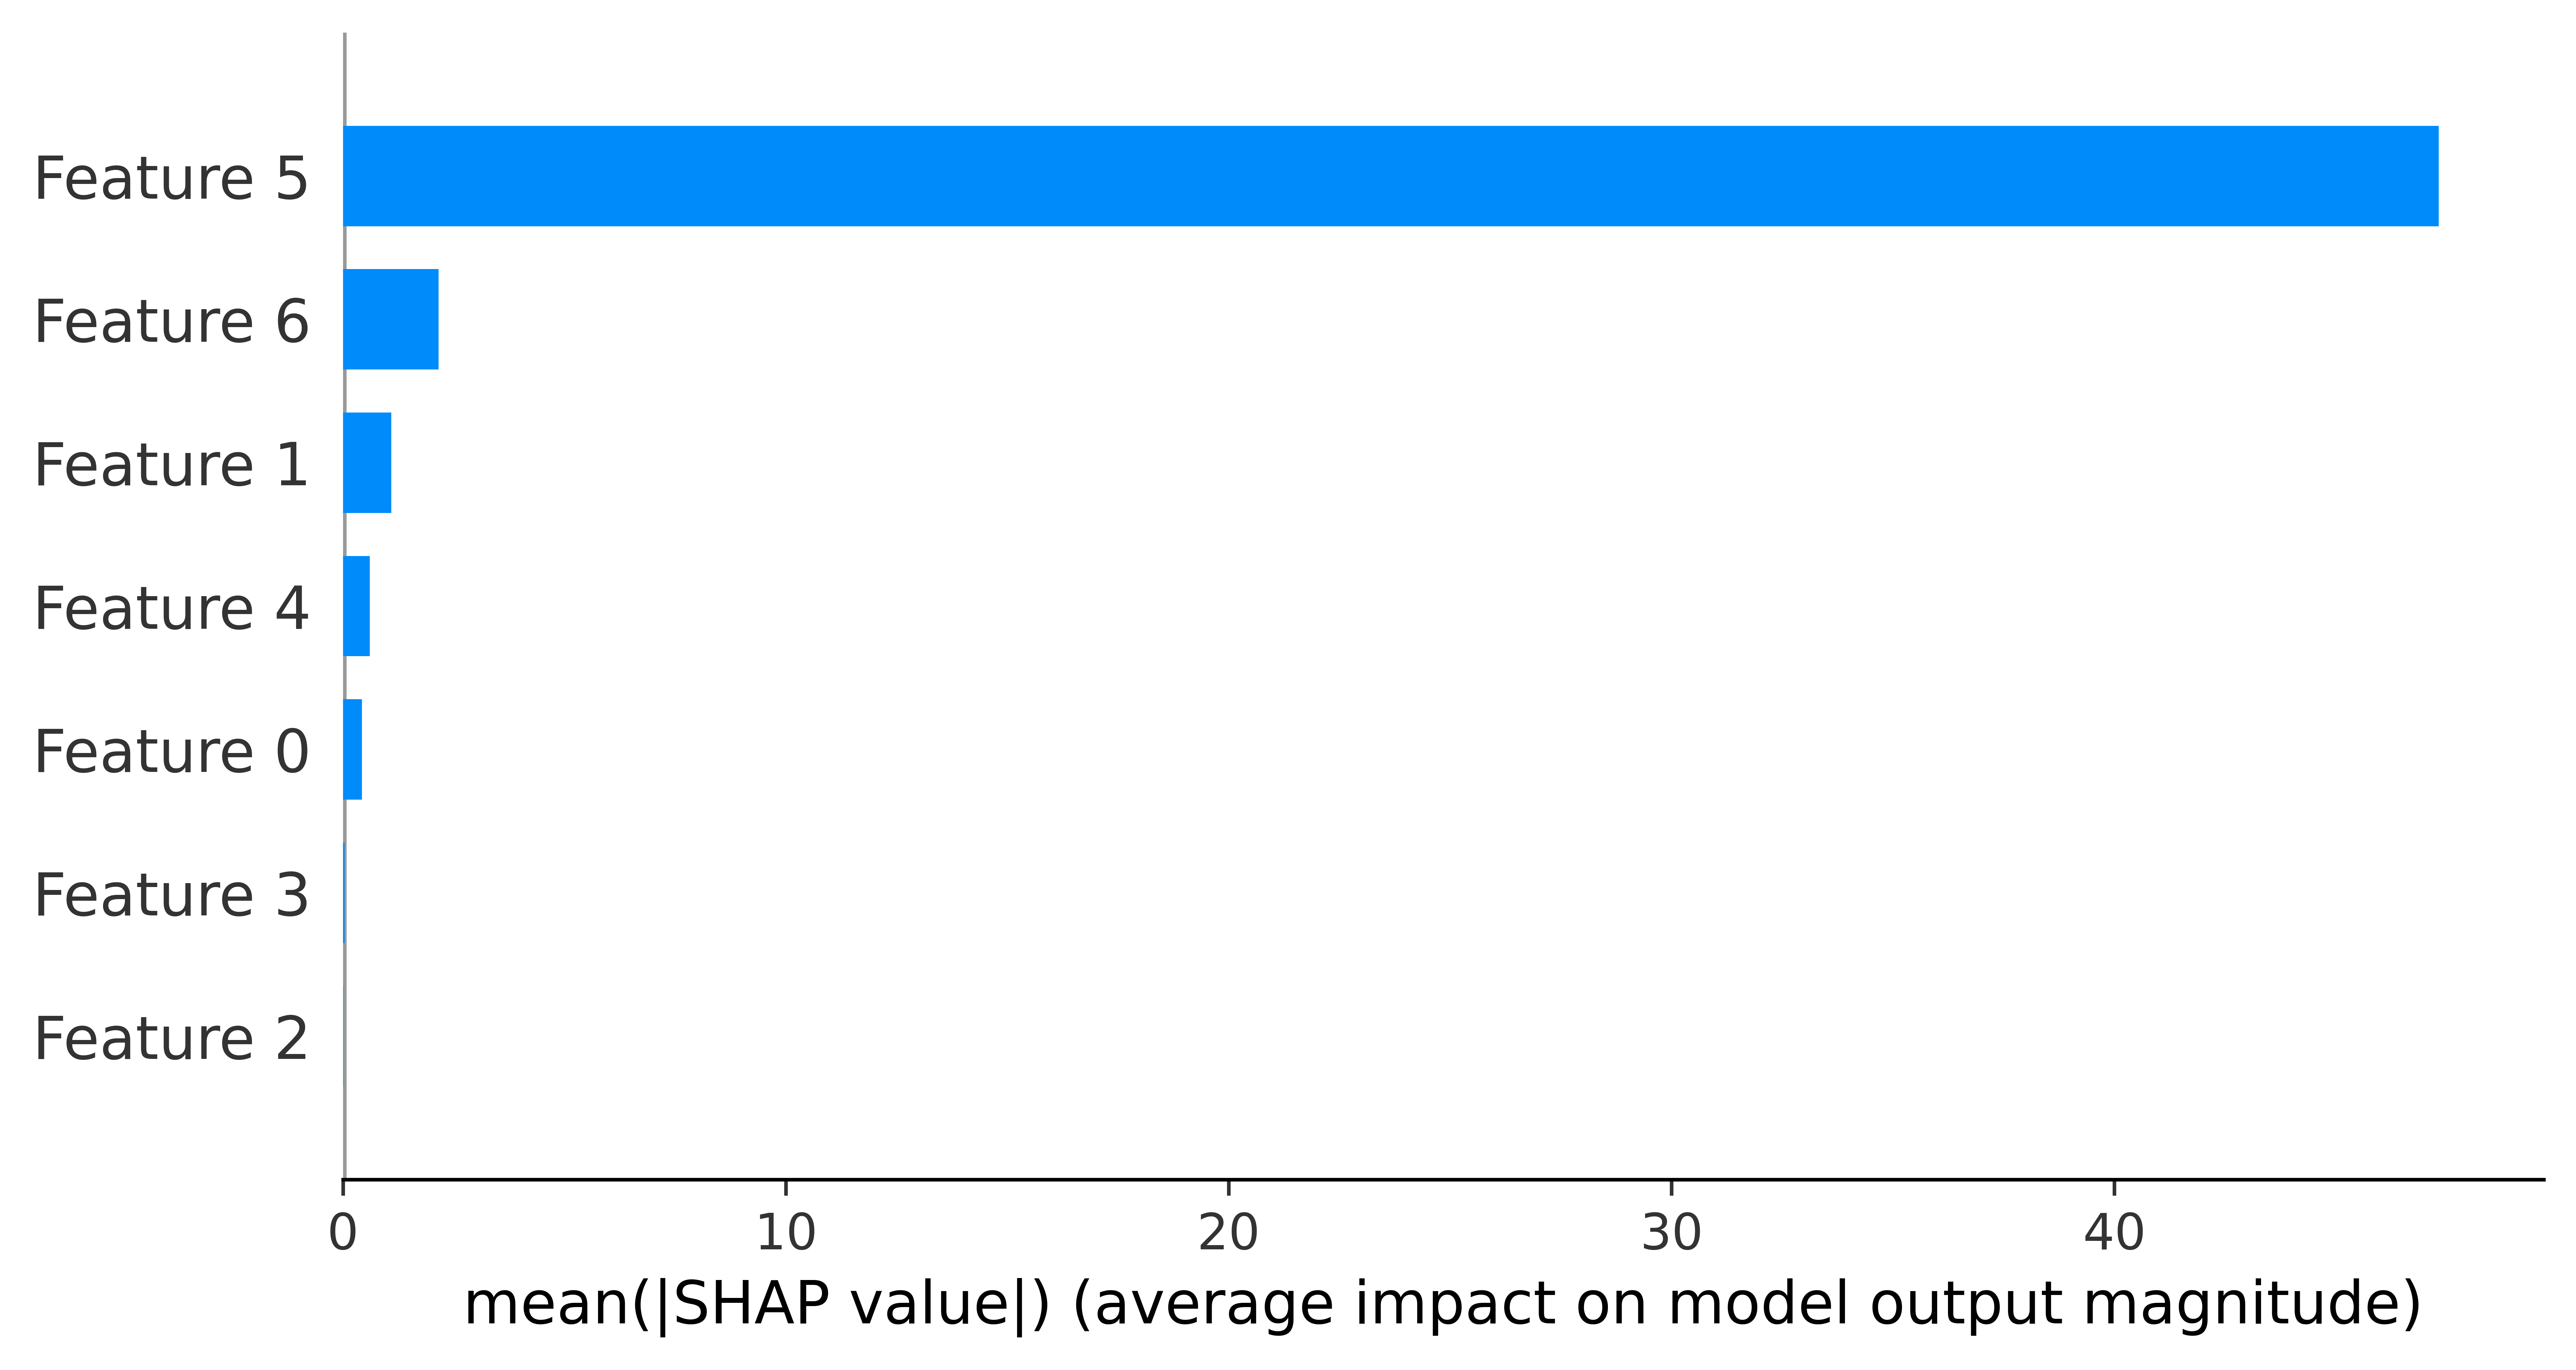 Feature 5
Feature 6
Feature 1
Feature 4
Feature 0
Feature 3
Feature 2
0 10 20 30 40
mean(|SHAP value|) (average impact on model output magnitude)